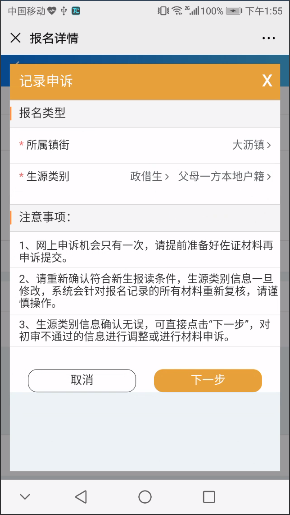 中国移动 100% 下午1:55
× 报名详情 ...
记录申诉 X
报名类型
* 所属镇街 大沥镇 >
* 生源类别 政借生 > 父母一方本地户籍 >
注意事项：
1、网上申诉机会只有一次，请提前准备好佐证材料再
申诉提交。
2、请重新确认符合新生报读条件，生源类别信息一旦
修改，系统会针对报名记录的所有材料重新复核，请谨
慎操作。
3、生源类别信息确认无误，可直接点击“下一步”，对
初审不通过的信息进行调整或进行材料申诉。
取消 下一步